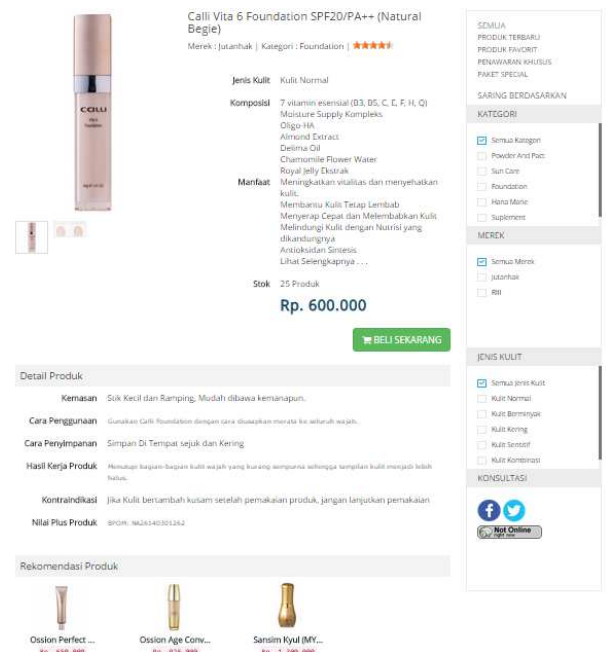 Calli Vita 6 Foundation SPF20/PA++ (Natural
Begie)
Merek : Jutanhak | Kategori : Foundation |
Jenis Kulit Kulit Normal
Komposisi 7 vitamin esensial (B3, B5, C, E, F, H, Q)
Moisture Supply Kompleks
Oligo-HA
Almond Extract
Delima Oil
Chamomile Flower Water
Royal Jelly Ekstrak
Manfaat Meningkatkan vitalitas dan menyehatkan
kulit.
Membantu Kulit Tetap Lembab
Menyerap Cepat dan Melembabkan Kulit
Melindungi Kulit dengan Nutrisi yang
dikandungnya
Antioksidan Sintesis
Lihat Selengkapnya . . .
Stok 25 Produk
Rp. 600.000
BELI SEKARANG
CALLI
Detail Produk
Kemasan Stik Kecil dan Ramping, Mudah dibawa kemanapun.
Cara Penggunaan Gunakan Calli Foundation dengan cara diusapkan merata ke seluruh wajah.
Cara Penyimpanan Simpan Di Tempat sejuk dan Kering
Hasil Kerja Produk Menutupi bagian-bagian kulit wajah yang kurang sempurna sehingga tampilan kulit menjadi lebih
halus.
Kontraindikasi Jika Kulit bertambah kusam setelah pemakaian produk, jangan lanjutkan pemakaian
Nilai Plus Produk BPOM: NA26140301262
Rekomendasi Produk
Ossion Perfect ...
Ossion Age Conv...
Sansim Kyul (MY...
SEMUA
PRODUK TERBARU
PRODUK FAVORIT
PENAWARAN KHUSUS
PAKET SPECIAL
SARING BERDASARKAN
KATEGORI
Semua Kategori
Powder And Pact
Sun Care
Foundation
Hana Marie
Suplement
MEREK
Semua Merek
Jutanhak
RIII
JENIS KULIT
Semua Jenis Kulit
Kulit Normal
Kulit Berminyak
Kulit Kering
Kulit Sensitif
Kulit Kombinasi
KONSULTASI
Not Online
right now